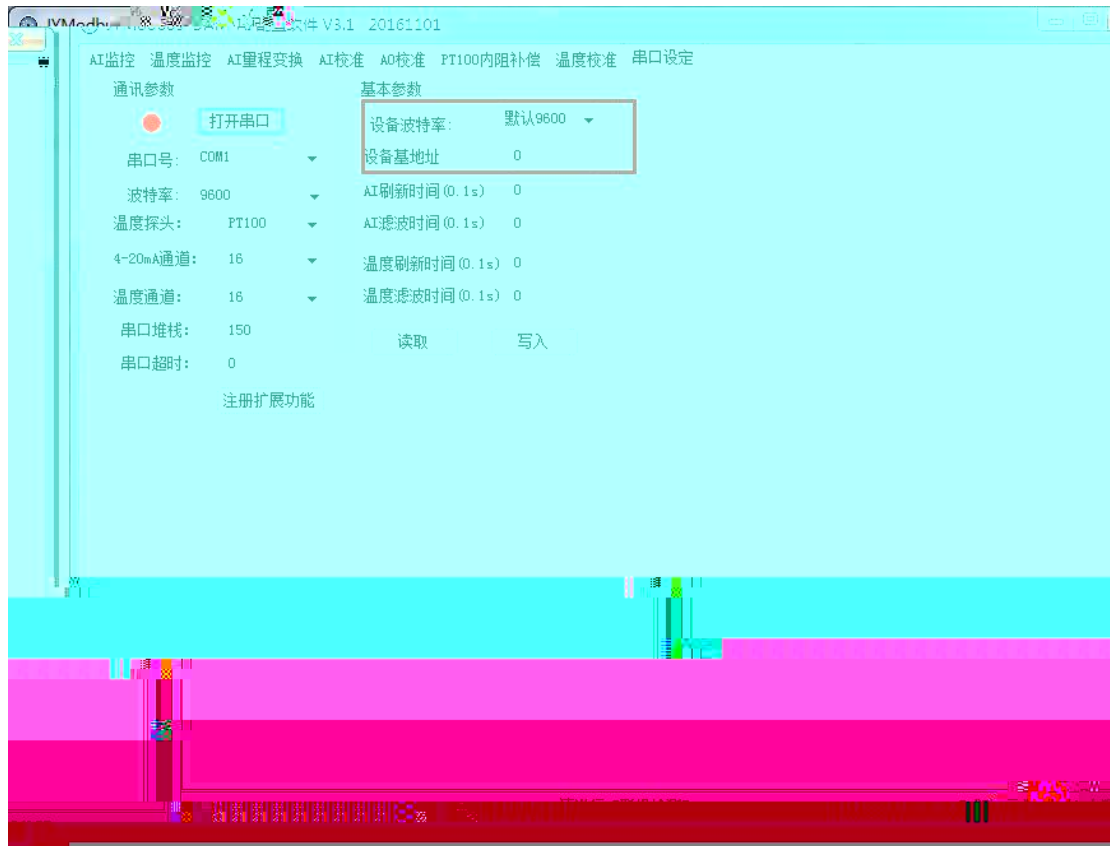 V3.1 20161101
AI监控 温度监控 AI量程变换 AI校准 AO校准 PT100内阻补偿 温度校准 串口设定
通讯参数
打开串口
串口号: COM1
波特率: 9600
温度探头: PT100
4-20mA通道: 16
温度通道: 16
串口堆栈: 150
串口超时: 0
注册扩展功能
基本参数
设备波特率: 默认9600
设备基地址 0
AI刷新时间(0.1s) 0
AI滤波时间(0.1s) 0
温度刷新时间(0.1s) 0
温度滤波时间(0.1s) 0
读取 写入